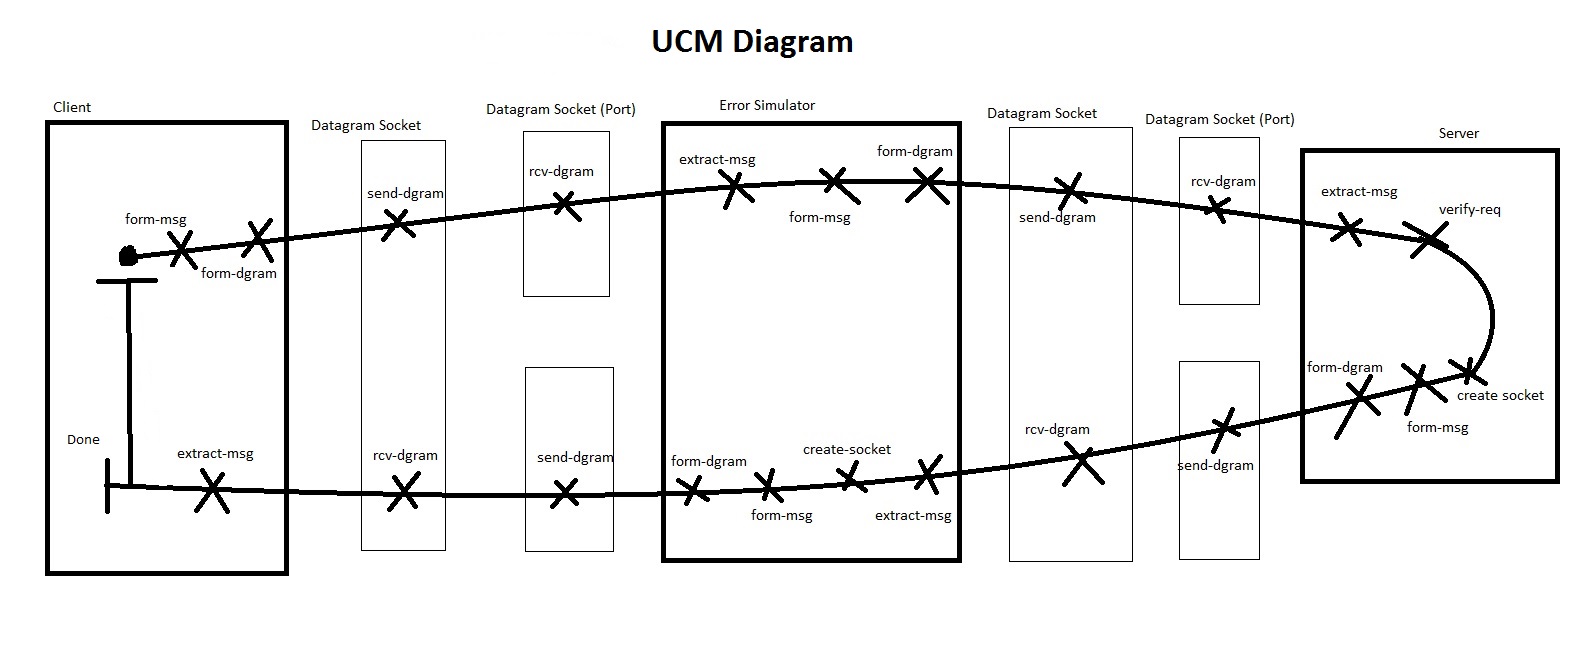 UCM Diagram
Client
Datagram Socket
Datagram Socket (Port)
Error Simulator
Datagram Socket
Datagram Socket (Port)
Server
form-msg
form-dgram
send-dgram
rcv-dgram
extract-msg
form-msg
form-dgram
send-dgram
rcv-dgram
extract-msg
verify-req
create socket
form-msg
form-dgram
send-dgram
rcv-dgram
extract-msg
create-socket
form-msg
form-dgram
send-dgram
rcv-dgram
extract-msg
Done